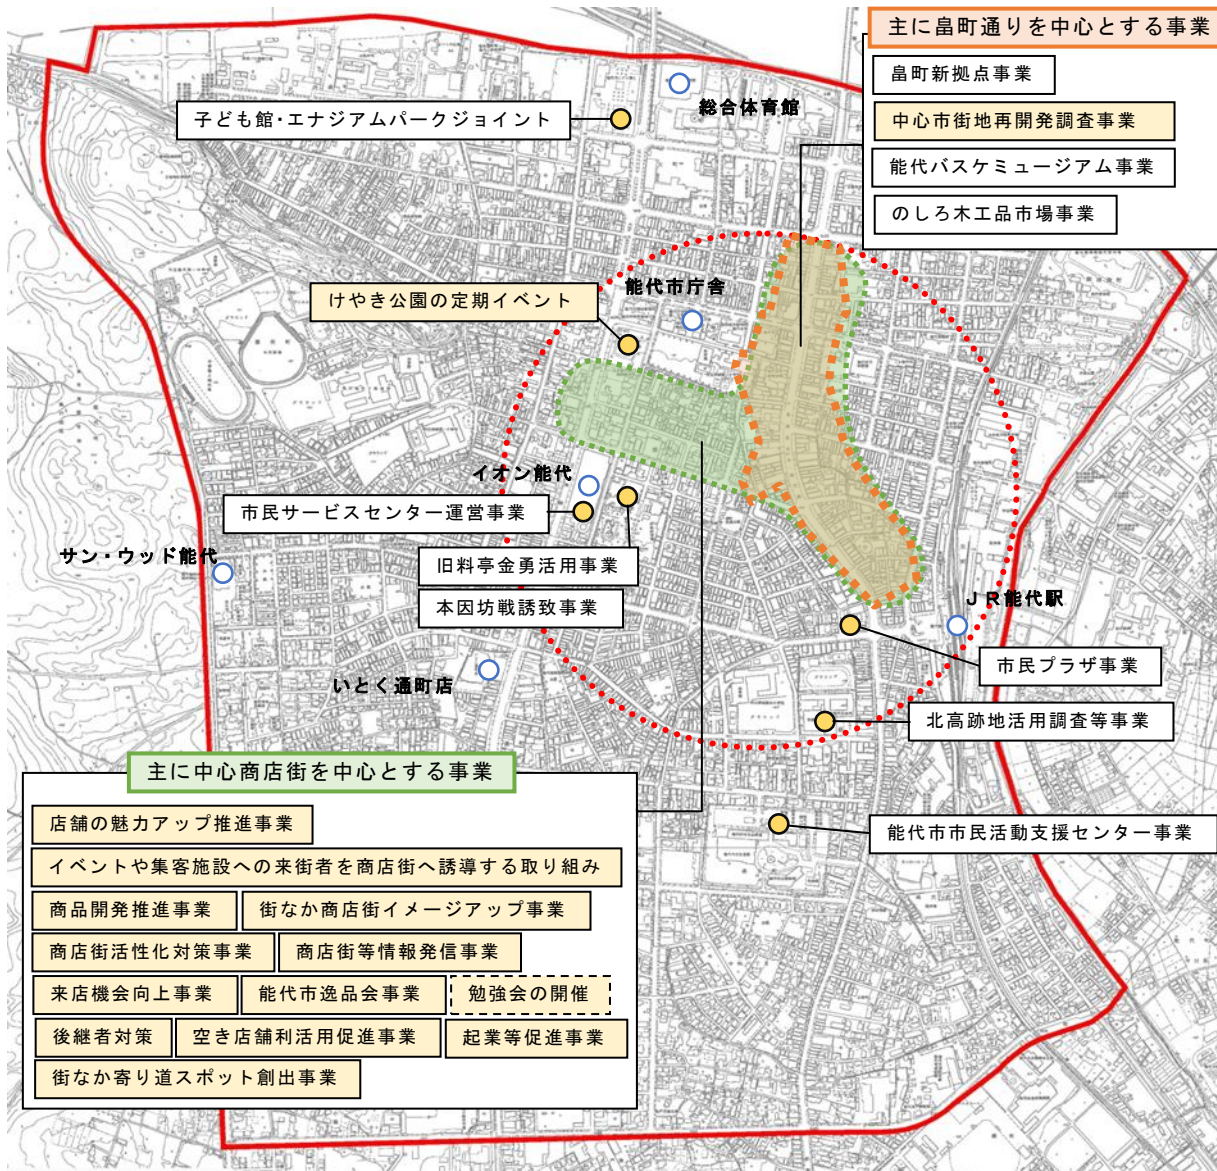 主に畠町通りを中心とする事業
畠町新拠点事業
中心市街地再開発調査事業
能代バスケミュージアム事業
のしろ木工品市場事業
総合体育館
子ども館・エナジアムパークジョイント
能代市庁舎
けやき公園の定期イベント
イオン能代
市民サービスセンター運営事業
サン・ウッド能代
旧料亭金勇活用事業
本因坊戦誘致事業
JR能代駅
市民プラザ事業
いとく通町店
北高跡地活用調査等事業
能代市市民活動支援センター事業
主に中心商店街を中心とする事業
店舗の魅力アップ推進事業
イベントや集客施設への来街者を商店街へ誘導する取り組み
商品開発推進事業 街なか商店街イメージアップ事業
商店街活性化対策事業 商店街等情報発信事業
来店機会向上事業 能代市逸品会事業 勉強会の開催
後継者対策 空き店舗利活用促進事業 起業等促進事業
街なか寄り道スポット創出事業